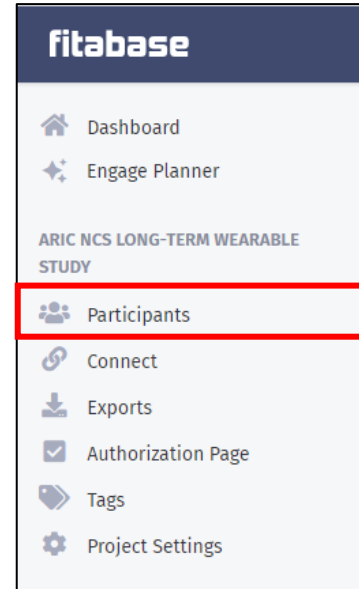 fitabase
Dashboard
Engage Planner
ARIC NCS LONG-TERM WEARABLE
STUDY
Participants
Connect
Exports
Authorization Page
Tags
Project Settings